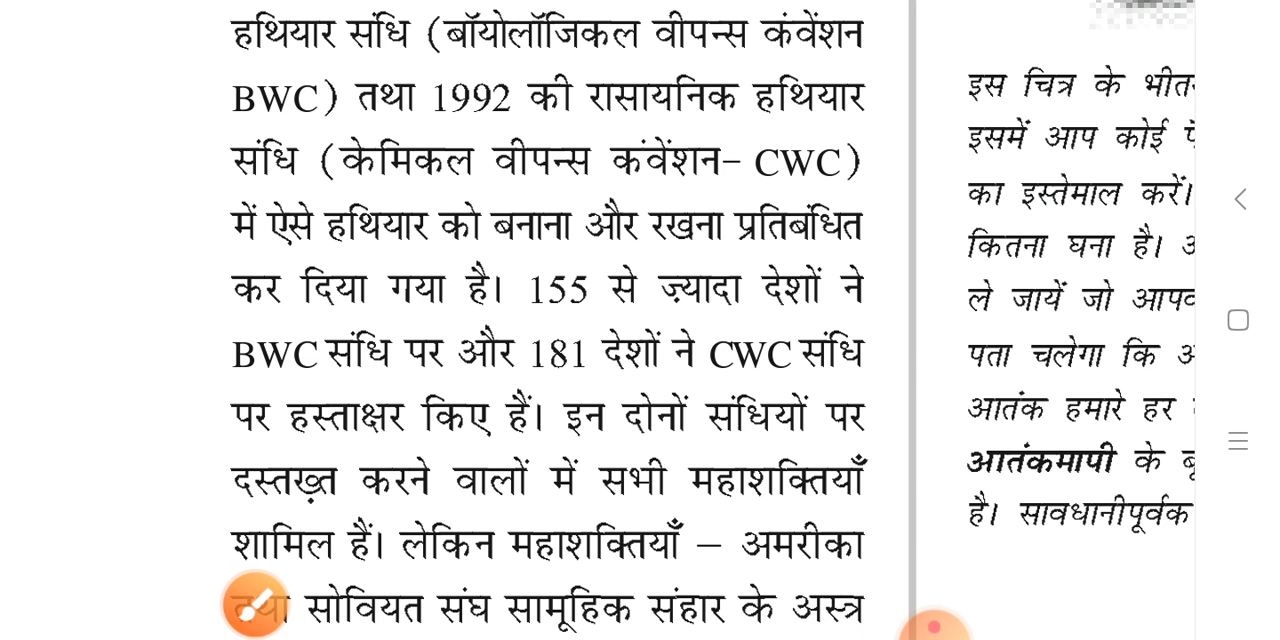 हथियार संधि (बॉयोलॉजिकल वीपन्स कंवेंशन
BWC) तथा 1992 की रासायनिक हथियार
संधि (केमिकल वीपन्स कंवेंशन– CWC)
में ऐसे हथियार को बनाना और रखना प्रतिबंधित
कर दिया गया है। 155 से ज़्यादा देशों ने
BWC संधि पर और 181 देशों ने CWC संधि
पर हस्ताक्षर किए हैं। इन दोनों संधियों पर
दस्तख़्त करने वालों में सभी महाशक्तियाँ
शामिल हैं। लेकिन महाशक्तियाँ – अमरीका
तथा सोवियत संघ सामूहिक संहार के अस्त्र
इस चित्र के
इसमें आप कोई
का इस्तेमाल करें।
कितना घना है।
ले जायें जो
पता चलेगा कि
आतंक हमारे हर
आतंकमापी के
है। सावधानीपूर्वक